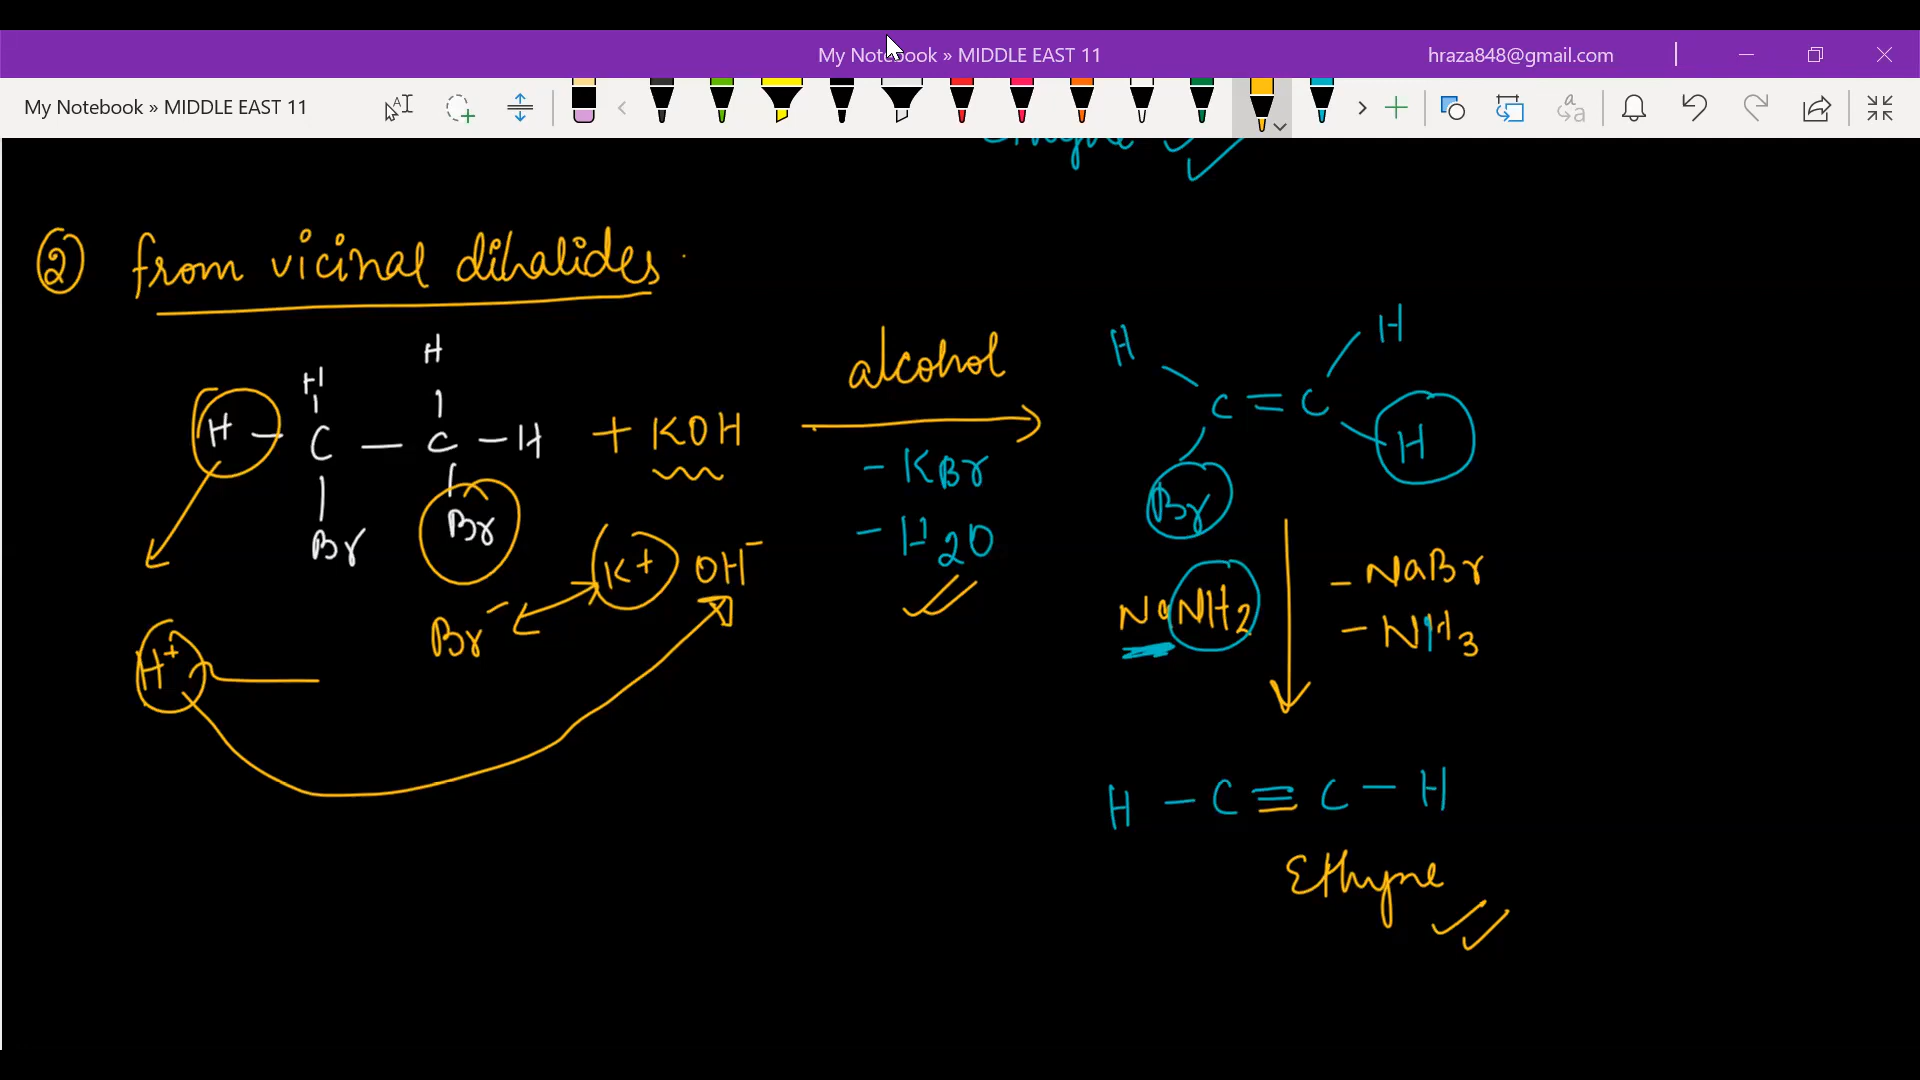 My Notebook » MIDDLE EAST 11
hraza848@gmail.com
My Notebook » MIDDLE EAST 11
② from vicinal dihalides
H H
H - C — C - H + KOH
Br Br
alcohol
- KBr
- H2O
K+ OH-
Br-
H+
H H
C = C
Br H
NaNH2
- NaBr
- NH3
H - C ≡ C - H
Ethyne